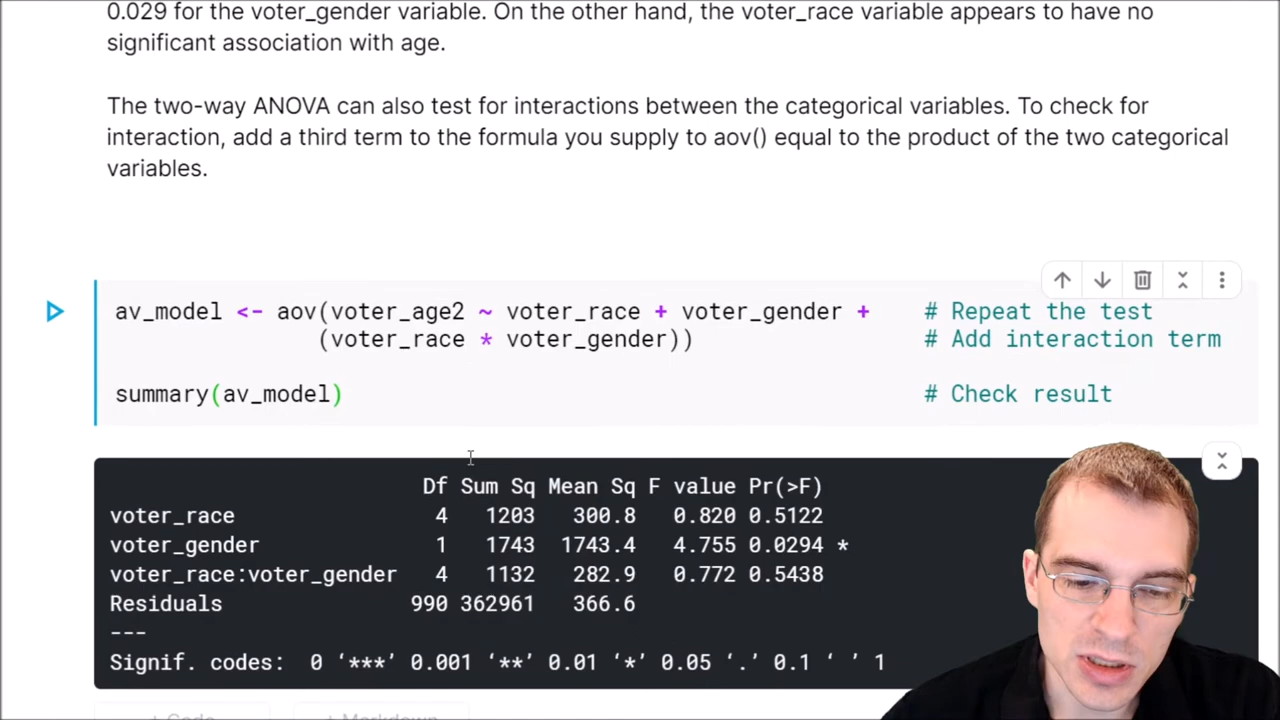 0.029 for the voter_gender variable. On the other hand, the voter_race variable appears to have no
significant association with age.
The two-way ANOVA can also test for interactions between the categorical variables. To check for
interaction, add a third term to the formula you supply to aov() equal to the product of the two categorical
variables.
av_model <- aov(voter_age2 ~ voter_race + voter_gender + # Repeat the test
(voter_race * voter_gender)) # Add interaction term
summary(av_model) # Check result
Df Sum Sq Mean Sq F value Pr(>F)
voter_race 4 1203 300.8 0.820 0.5122
voter_gender 1 1743 1743.4 4.755 0.0294 *
voter_race:voter_gender 4 1132 282.9 0.772 0.5438
Residuals 990 362961 366.6
---
Signif. codes: 0 ‘***’ 0.001 ‘**’ 0.01 ‘*’ 0.05 ‘.’ 0.1 ‘ ’ 1
+ Code + Markdown